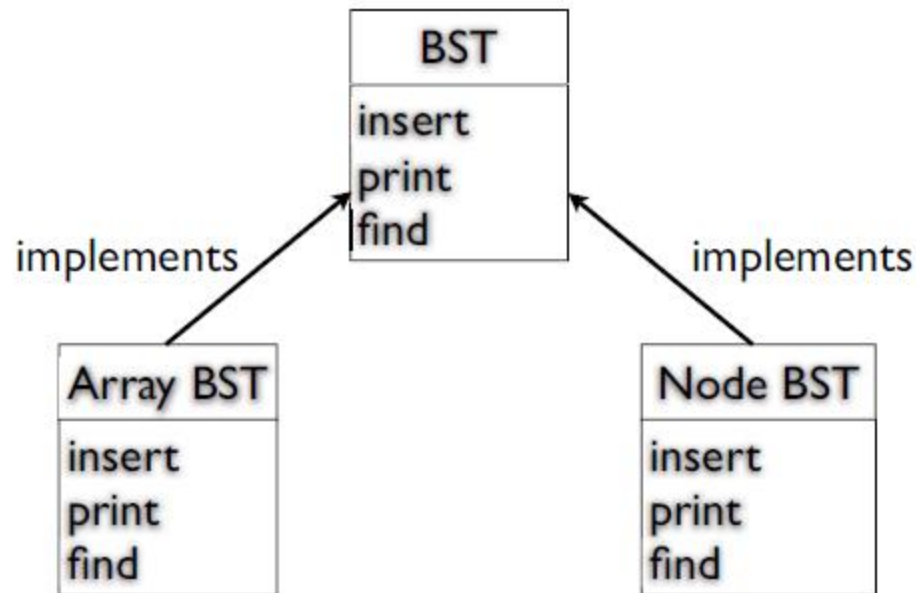 BST
insert
print
find
implements
implements
Array BST
insert
print
find
Node BST
insert
print
find